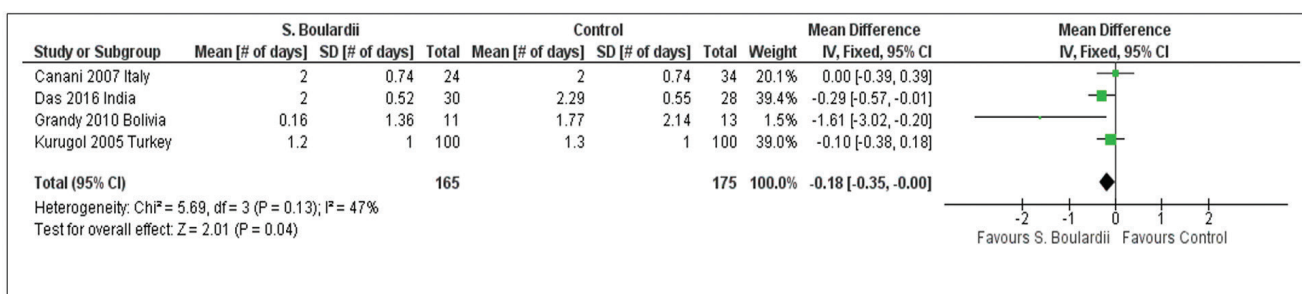 S. Boulardii Control Mean Difference Mean Difference
Study or Subgroup Mean [# of days] SD [# of days] Total Mean [# of days] SD [# of days] Total Weight IV, Fixed, 95% CI IV, Fixed, 95% CI
Canani 2007 Italy 2 0.74 24 2 0.74 34 20.1% 0.00 [-0.39, 0.39]
Das 2016 India 2 0.52 30 2.29 0.55 28 39.4% -0.29 [-0.57, -0.01]
Grandy 2010 Bolivia 0.16 1.36 11 1.77 2.14 13 1.5% -1.61 [-3.02, -0.20]
Kurugol 2005 Turkey 1.2 1 100 1.3 1 100 39.0% -0.10 [-0.38, 0.18]
Total (95% CI) 165 175 100.0% -0.18 [-0.35, -0.00]
Heterogeneity: Chi² = 5.69, df = 3 (P = 0.13); I² = 47%
Test for overall effect: Z = 2.01 (P = 0.04)
-2 -1 0 1 2
Favours S. Boulardii Favours Control